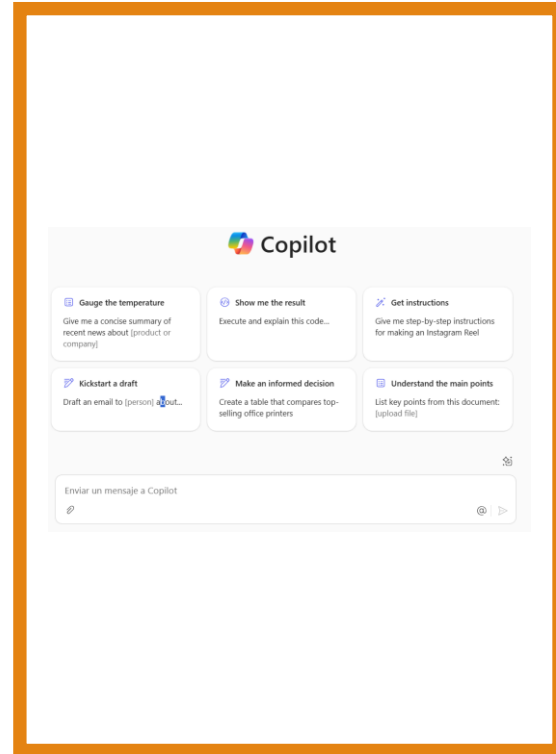 Copilot
Gauge the temperature
Give me a concise summary of
recent news about [product or
company]
Show me the result
Execute and explain this code...
Get instructions
Give me step-by-step instructions
for making an Instagram Reel
Kickstart a draft
Draft an email to [person] about...
Make an informed decision
Create a table that compares top-
selling office printers
Understand the main points
List key points from this document:
[upload file]
Enviar un mensaje a Copilot
@